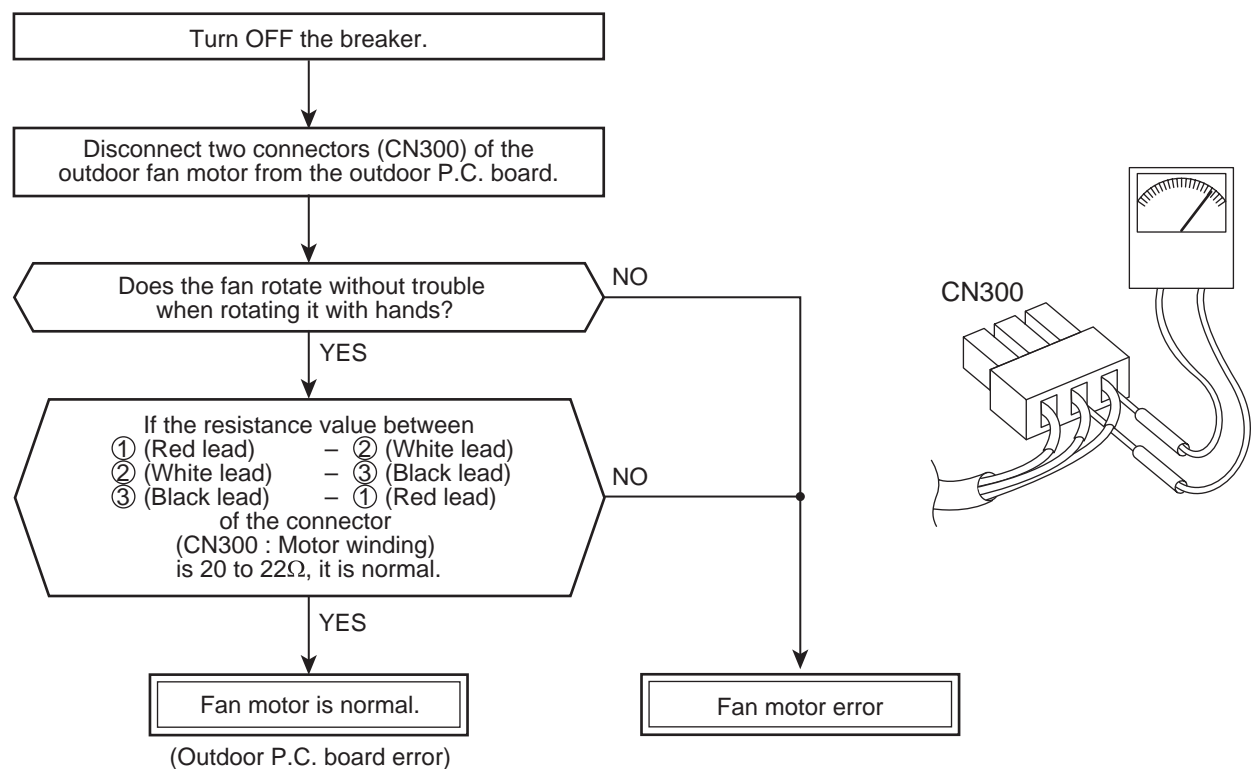 Turn OFF the breaker.
Disconnect two connectors (CN300) of the
outdoor fan motor from the outdoor P.C. board.
Does the fan rotate without trouble
when rotating it with hands?
NO
YES
If the resistance value between
① (Red lead) – ② (White lead)
② (White lead) – ③ (Black lead)
③ (Black lead) – ① (Red lead)
of the connector
(CN300 : Motor winding)
is 20 to 22Ω, it is normal.
NO
YES
Fan motor is normal.
(Outdoor P.C. board error)
Fan motor error
CN300